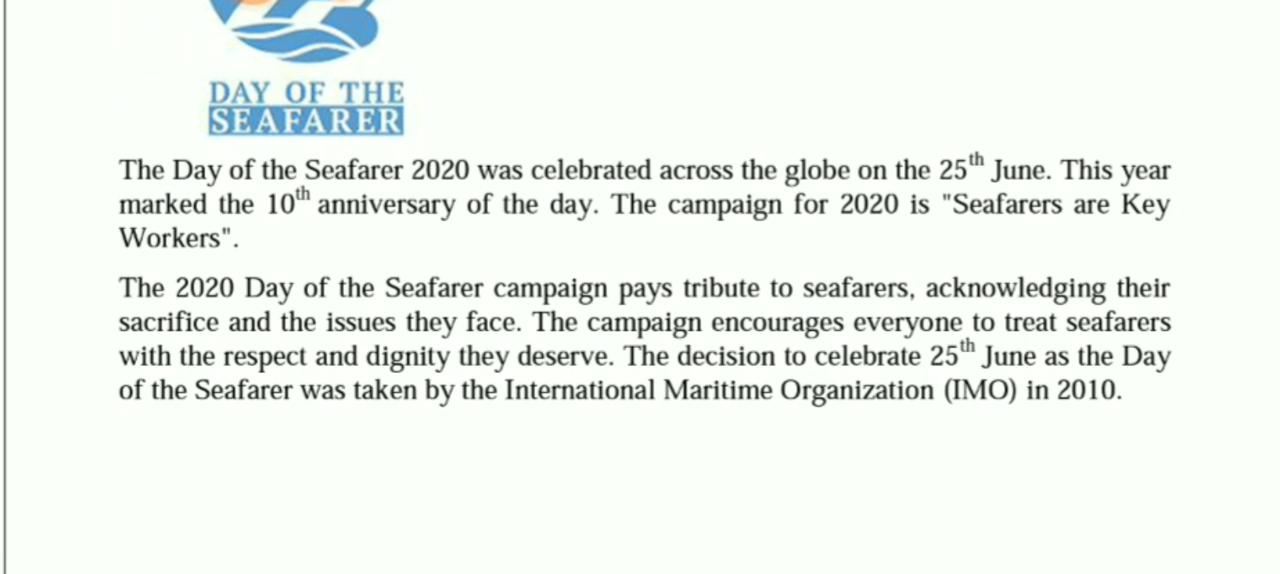 DAY OF THE
SEAFARER
The Day of the Seafarer 2020 was celebrated across the globe on the 25th June. This year
marked the 10th anniversary of the day. The campaign for 2020 is "Seafarers are Key
Workers".
The 2020 Day of the Seafarer campaign pays tribute to seafarers, acknowledging their
sacrifice and the issues they face. The campaign encourages everyone to treat seafarers
with the respect and dignity they deserve. The decision to celebrate 25th June as the Day
of the Seafarer was taken by the International Maritime Organization (IMO) in 2010.